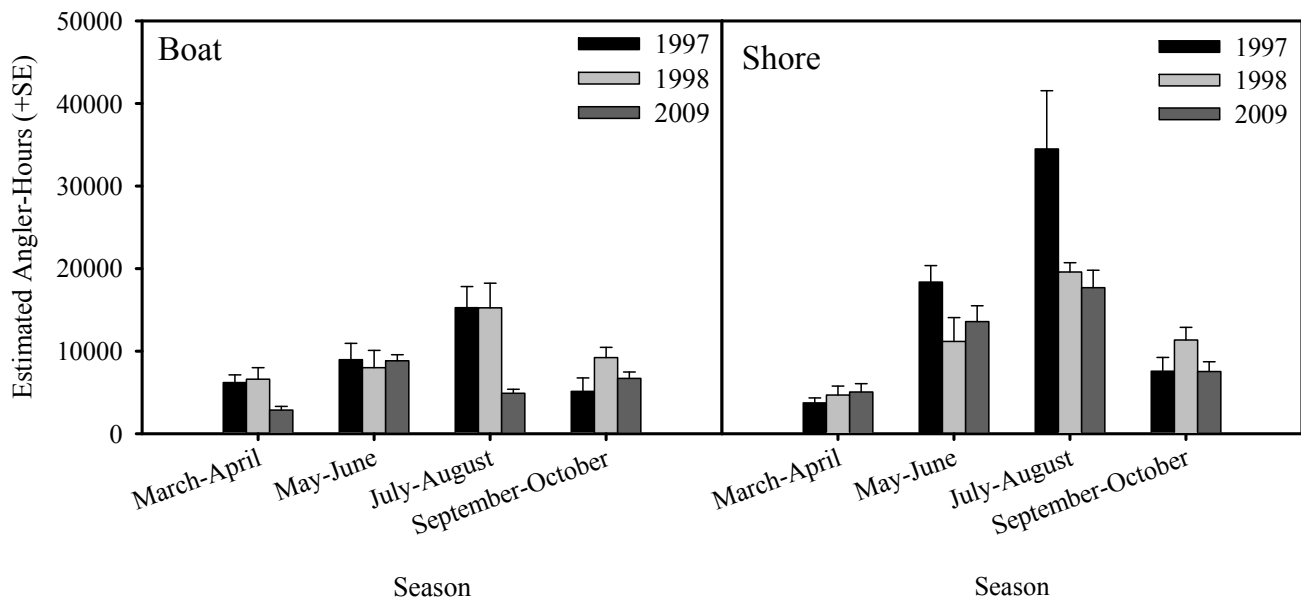 Estimated Angler-Hours (+SE)
50000
40000
30000
20000
10000
0
Boat
1997
1998
2009
March-April
May-June
July-August
September-October
Season
Shore
1997
1998
2009
March-April
May-June
July-August
September-October
Season